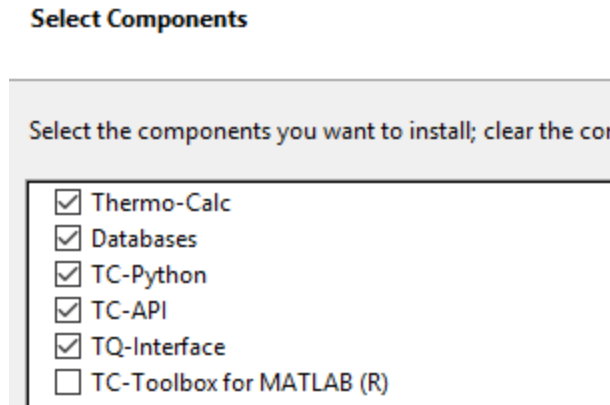 Select Components
Select the components you want to install; clear the
Thermo-Calc
Databases
TC-Python
TC-API
TQ-Interface
TC-Toolbox for MATLAB (R)